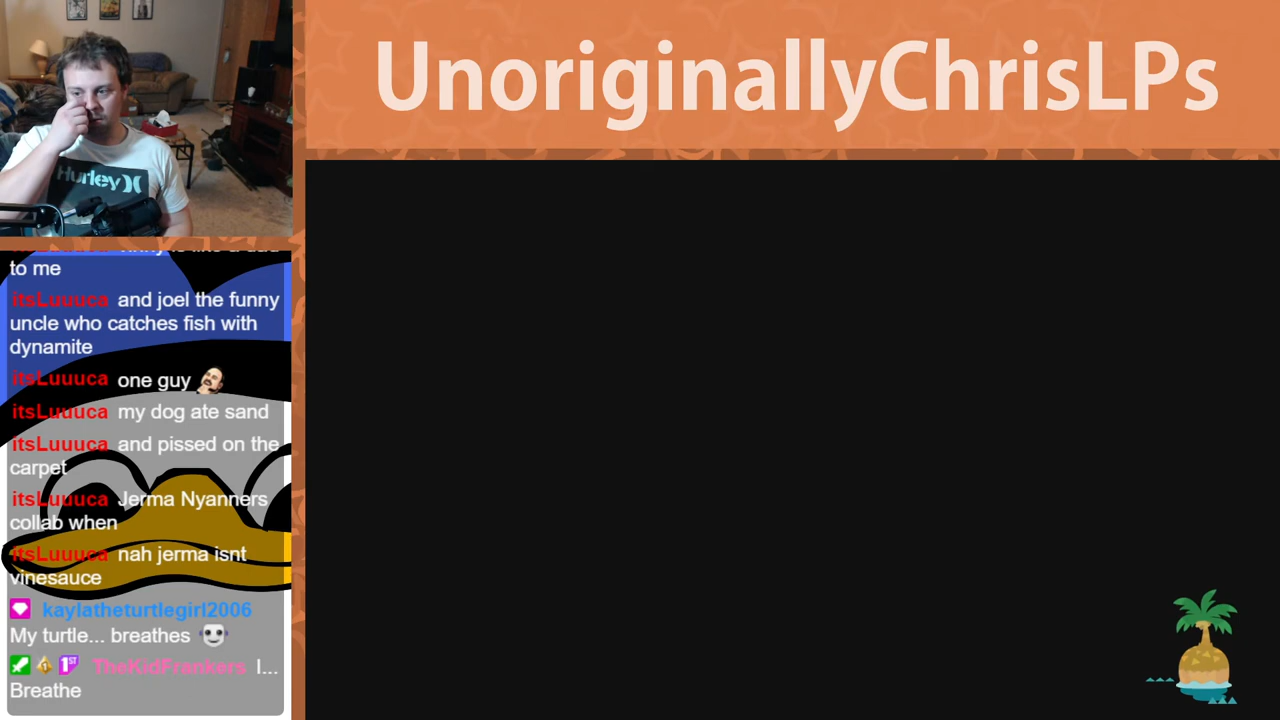 UnoriginallyChrisLPs
Hurley
to me
itsLuuuca and joel the funny
uncle who catches fish with
dynamite
itsLuuuca one guy
itsLuuuca my dog ate sand
itsLuuuca and pissed on the
carpet
itsLuuuca Jerma Nyanners
collab when
itsLuuuca nah jerma isnt
vinesauce
kaylatheturtlegirl2006
My turtle... breathes
1ST TheKidFrankers I...
Breathe